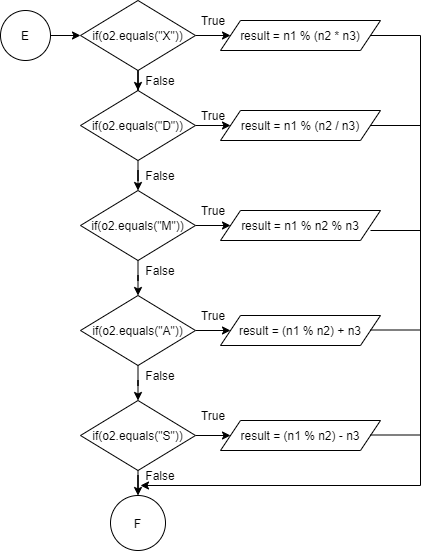 E
if(o2.equals("X"))
True
result = n1 % (n2 * n3)
False
if(o2.equals("D"))
True
result = n1 % (n2 / n3)
False
if(o2.equals("M"))
True
result = n1 % n2 % n3
False
if(o2.equals("A"))
True
result = (n1 % n2) + n3
False
if(o2.equals("S"))
True
result = (n1 % n2) - n3
False
F